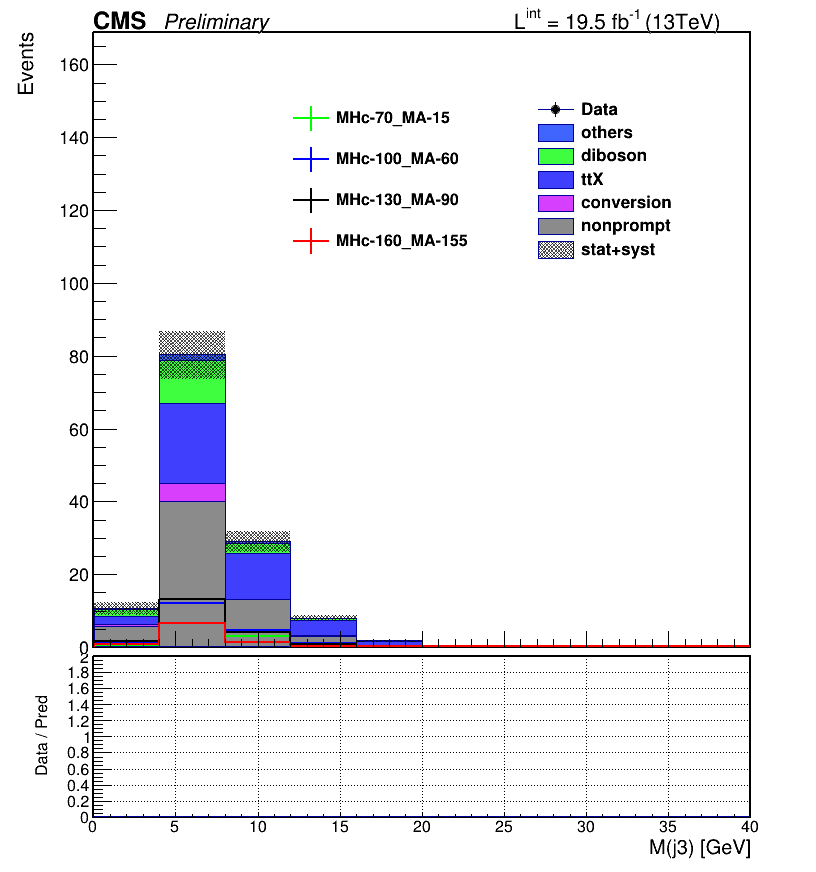 CMS Preliminary L^int = 19.5 fb^-1 (13TeV)
Events
160
140
120
100
80
60
40
20
0
MHc-70_MA-15
MHc-100_MA-60
MHc-130_MA-90
MHc-160_MA-155
Data
others
diboson
ttX
conversion
nonprompt
stat+syst
Data / Pred
2
1.8
1.6
1.4
1.2
1
0.8
0.6
0.4
0.2
0
0 5 10 15 20 25 30 35 40
M(j3) [GeV]